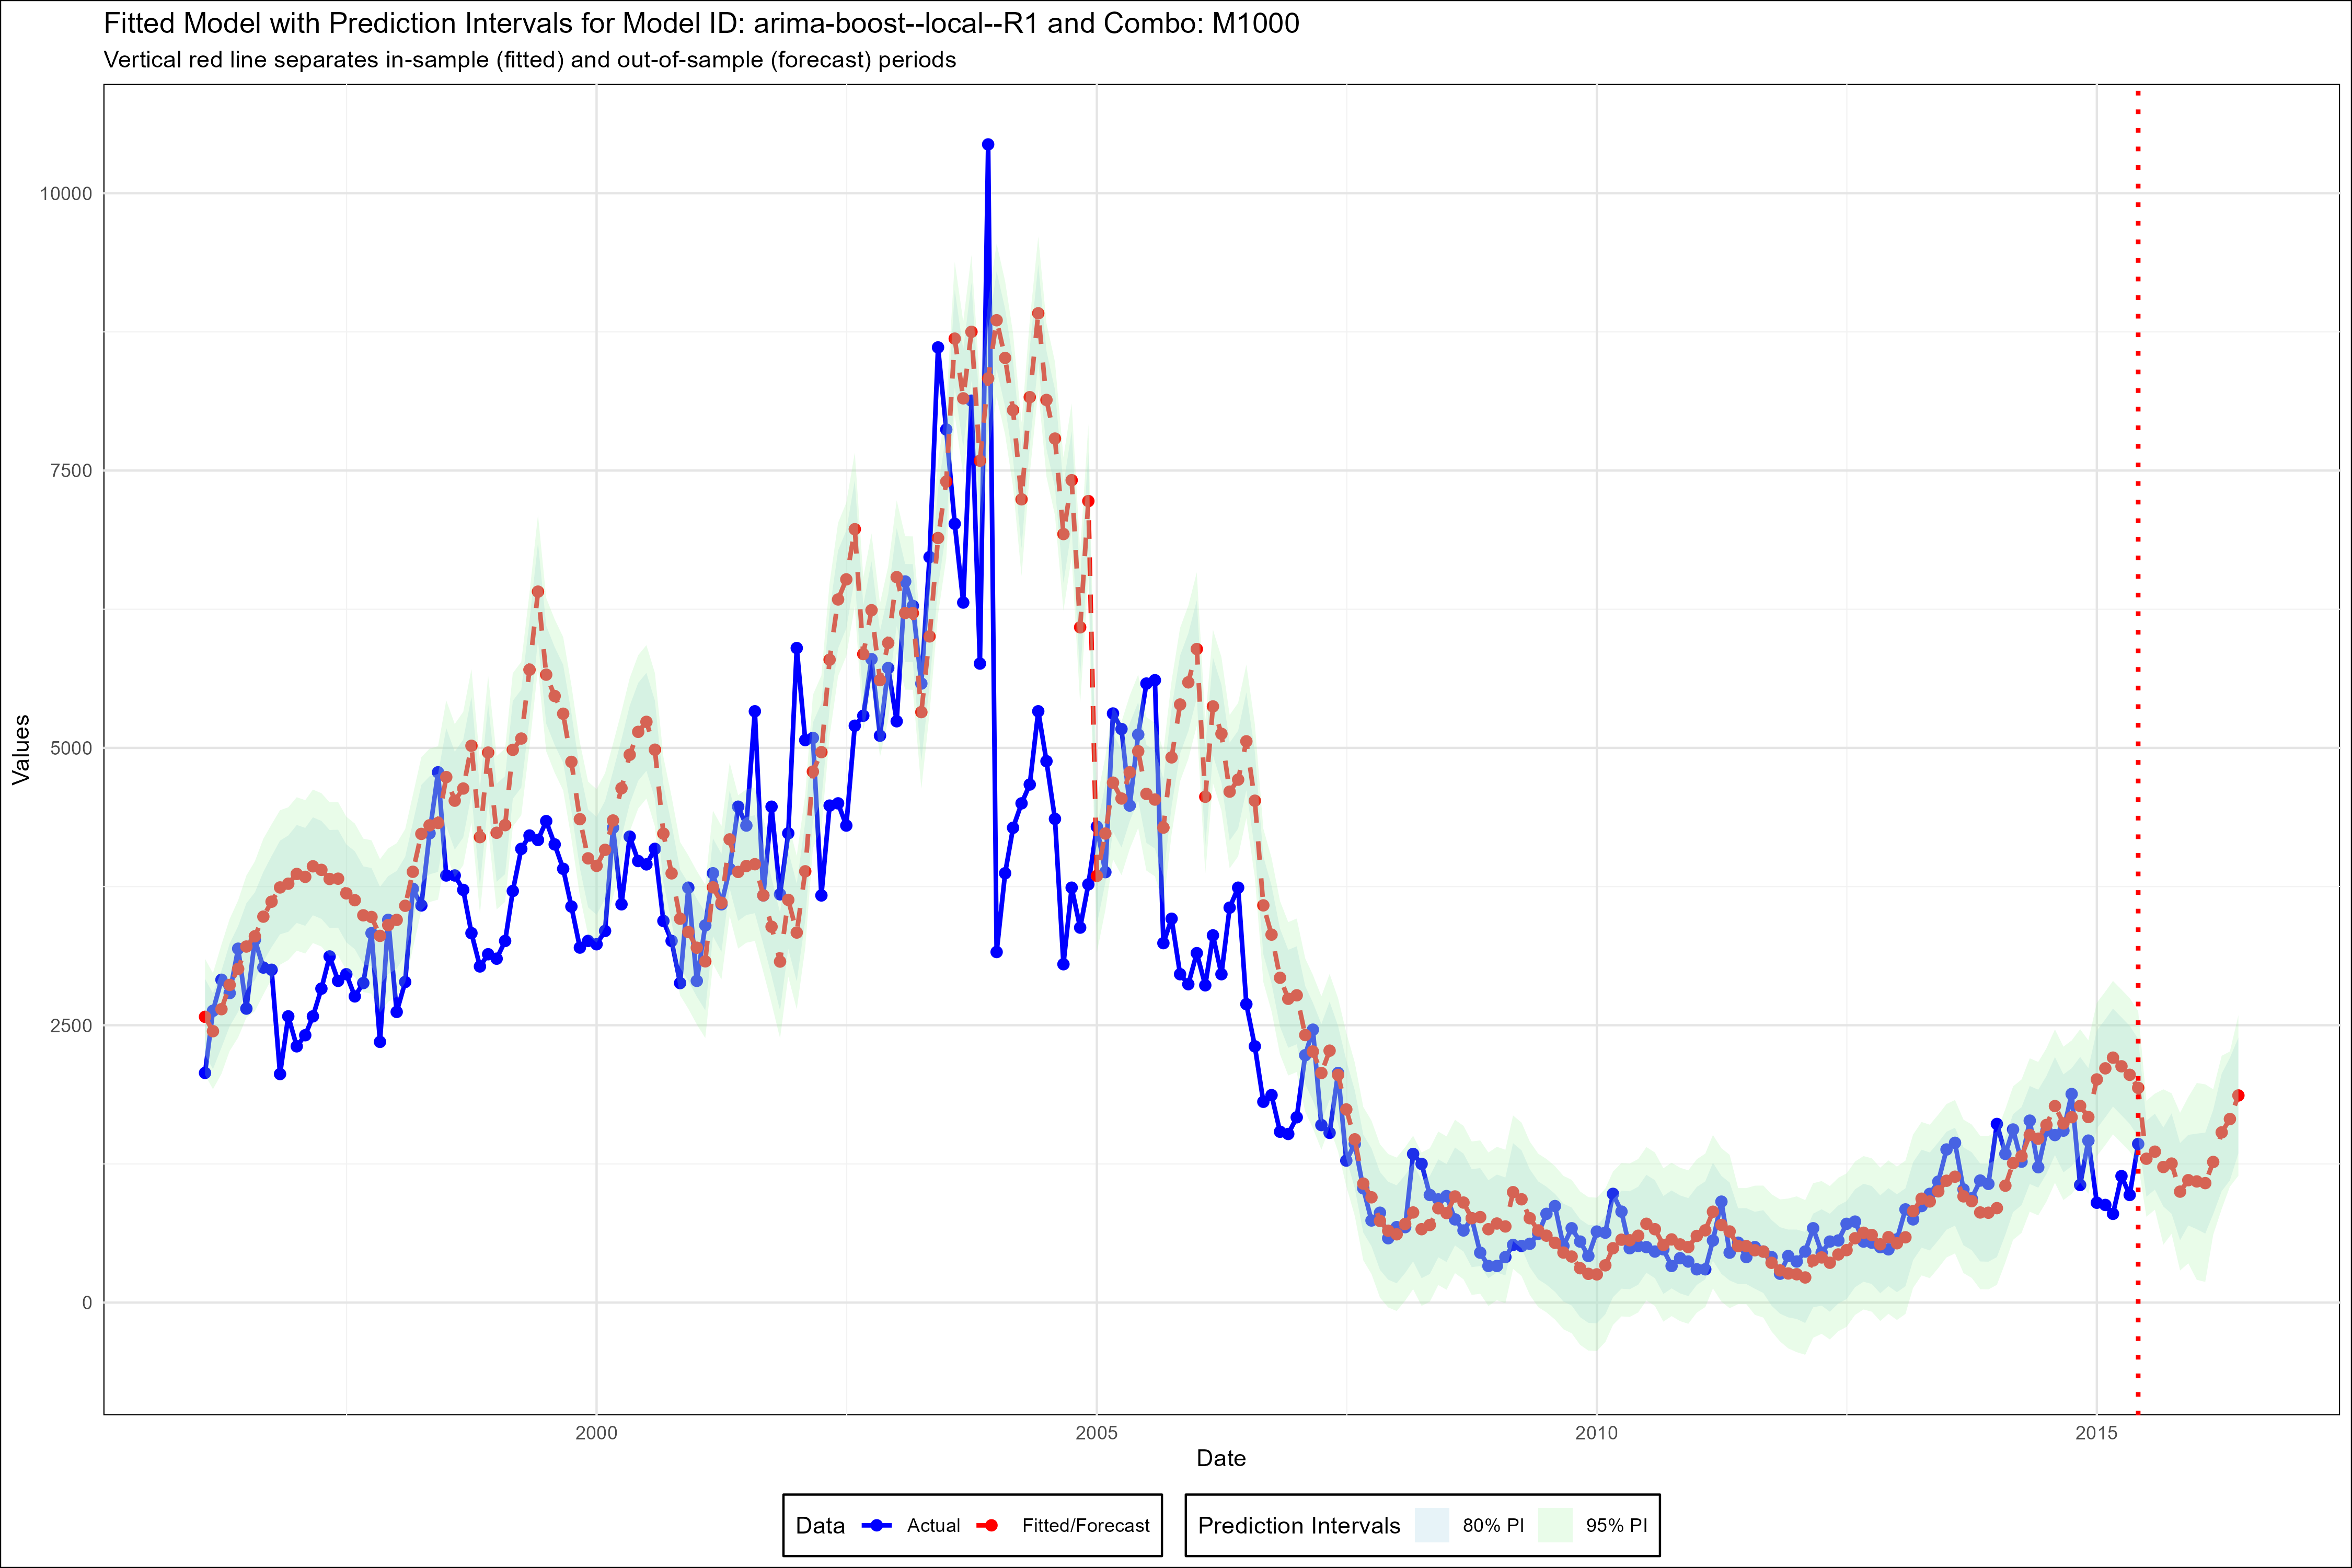 Fitted Model with Prediction Intervals for Model ID: arima-boost--local--R1 and Combo: M1000
Vertical red line separates in-sample (fitted) and out-of-sample (forecast) periods
10000
7500
5000
2500
0
Values
2000 2005 2010 2015
Date
Data Actual Fitted/Forecast Prediction Intervals 80% PI 95% PI